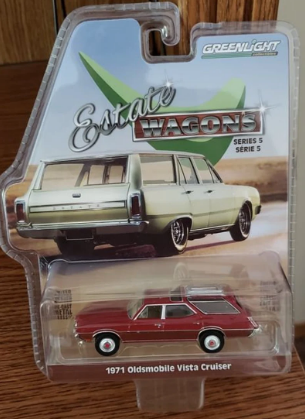 GREENLIGHT
Estate
WAGONS
SERIES 5
SÉRIE 5
1971 Oldsmobile Vista Cruiser